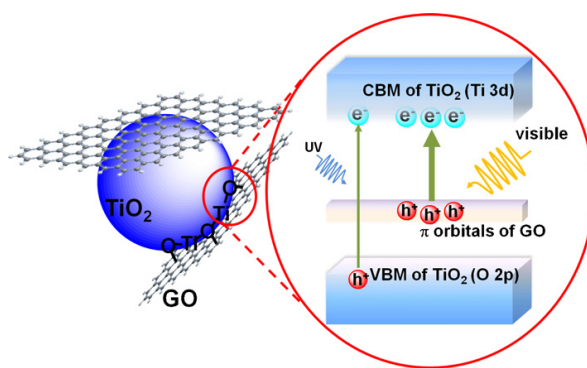 TiO₂
O
Ti
O
Ti
O
GO
CBM of TiO₂ (Ti 3d)
e⁻ e⁻ e⁻ e⁻
UV
visible
h⁺ h⁺ h⁺
π orbitals of GO
h⁺ VBM of TiO₂ (O 2p)